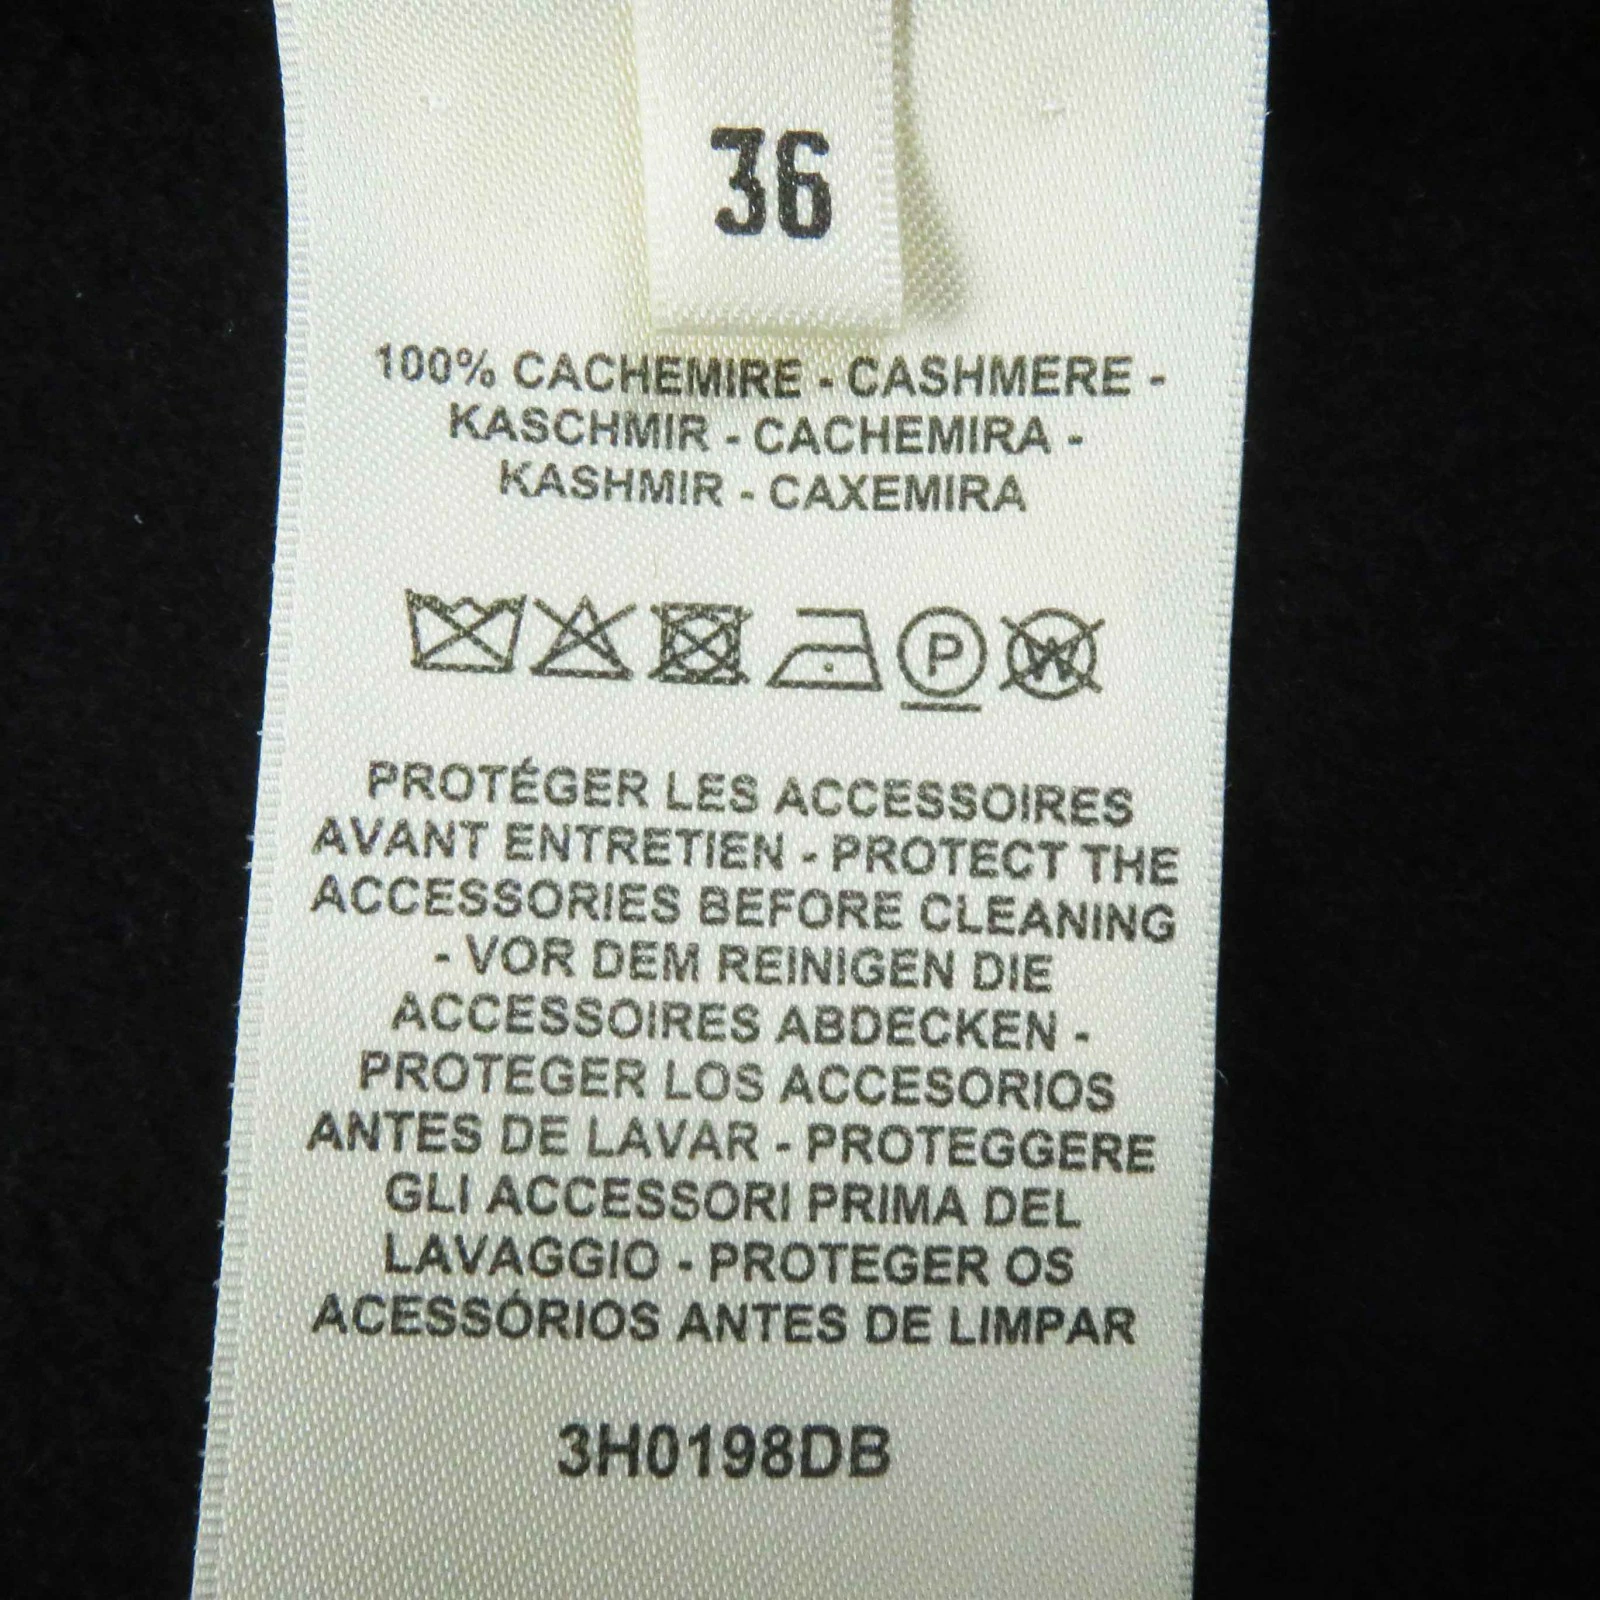 36
100% CACHEMIRE - CASHMERE -
KASCHMIR - CACHEMIRA -
KASHMIR - CAXEMIRA
P W
PROTÉGER LES ACCESSOIRES
AVANT ENTRETIEN - PROTECT THE
ACCESSORIES BEFORE CLEANING
- VOR DEM REINIGEN DIE
ACCESSOIRES ABDECKEN -
PROTEGER LOS ACCESORIOS
ANTES DE LAVAR - PROTEGGERE
GLI ACCESSORI PRIMA DEL
LAVAGGIO - PROTEGER OS
ACESSÓRIOS ANTES DE LIMPAR
3H0198DB